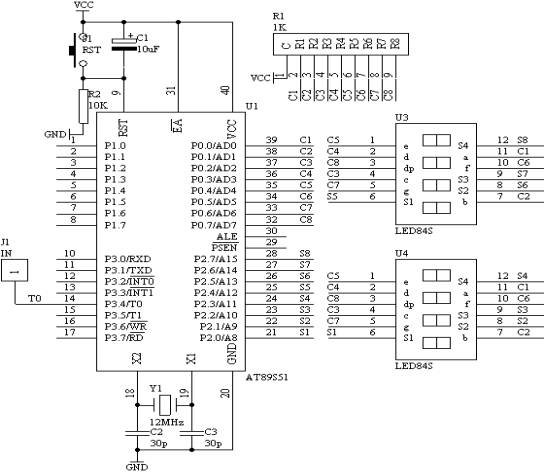 VCC
S1
RST
C1
10uF
R1
1K
C R1 R2 R3 R4 R5 R6 R7 R8
VCC
1 2 3 4 5 6 7 8 9
C1 C2 C3 C4 C5 C6 C7 C8
R2
10K
GND
9 31 40
U1
RST EA VCC
1 P1.0 P0.0/AD0 39 C1
2 P1.1 P0.1/AD1 38 C2
3 P1.2 P0.2/AD2 37 C3
4 P1.3 P0.3/AD3 36 C4
5 P1.4 P0.4/AD4 35 C5
6 P1.5 P0.5/AD5 34 C6
7 P1.6 P0.6/AD6 33 C7
8 P1.7 P0.7/AD7 32 C8
ALE 30
PSEN 29
10 P3.0/RXD P2.7/A15 28 S8
11 P3.1/TXD P2.6/A14 27 S7
12 P3.2/INT0 P2.5/A13 26 S6
13 P3.3/INT1 P2.4/A12 25 S5
14 P3.4/T0 P2.3/A11 24 S4
15 P3.5/T1 P2.2/A10 23 S3
16 P3.6/WR P2.1/A9 22 S2
17 P3.7/RD P2.0/A8 21 S1
J1
IN
1
T0
X2 X1 GND
AT89S51
18 19 20
Y1
12MHz
C2
30p
C3
30p
GND
U3
C5 1 e S4 12 S8
C4 2 d a 11 C1
C8 3 dp f 10 C6
C3 4 c S3 9 S7
C7 5 g S2 8 S6
S5 6 S1 b 7 C2
LED84S
U4
C5 1 e S4 12 S4
C4 2 d a 11 C1
C8 3 dp f 10 C6
C3 4 c S3 9 S3
C7 5 g S2 8 S2
S1 6 S1 b 7 C2
LED84S